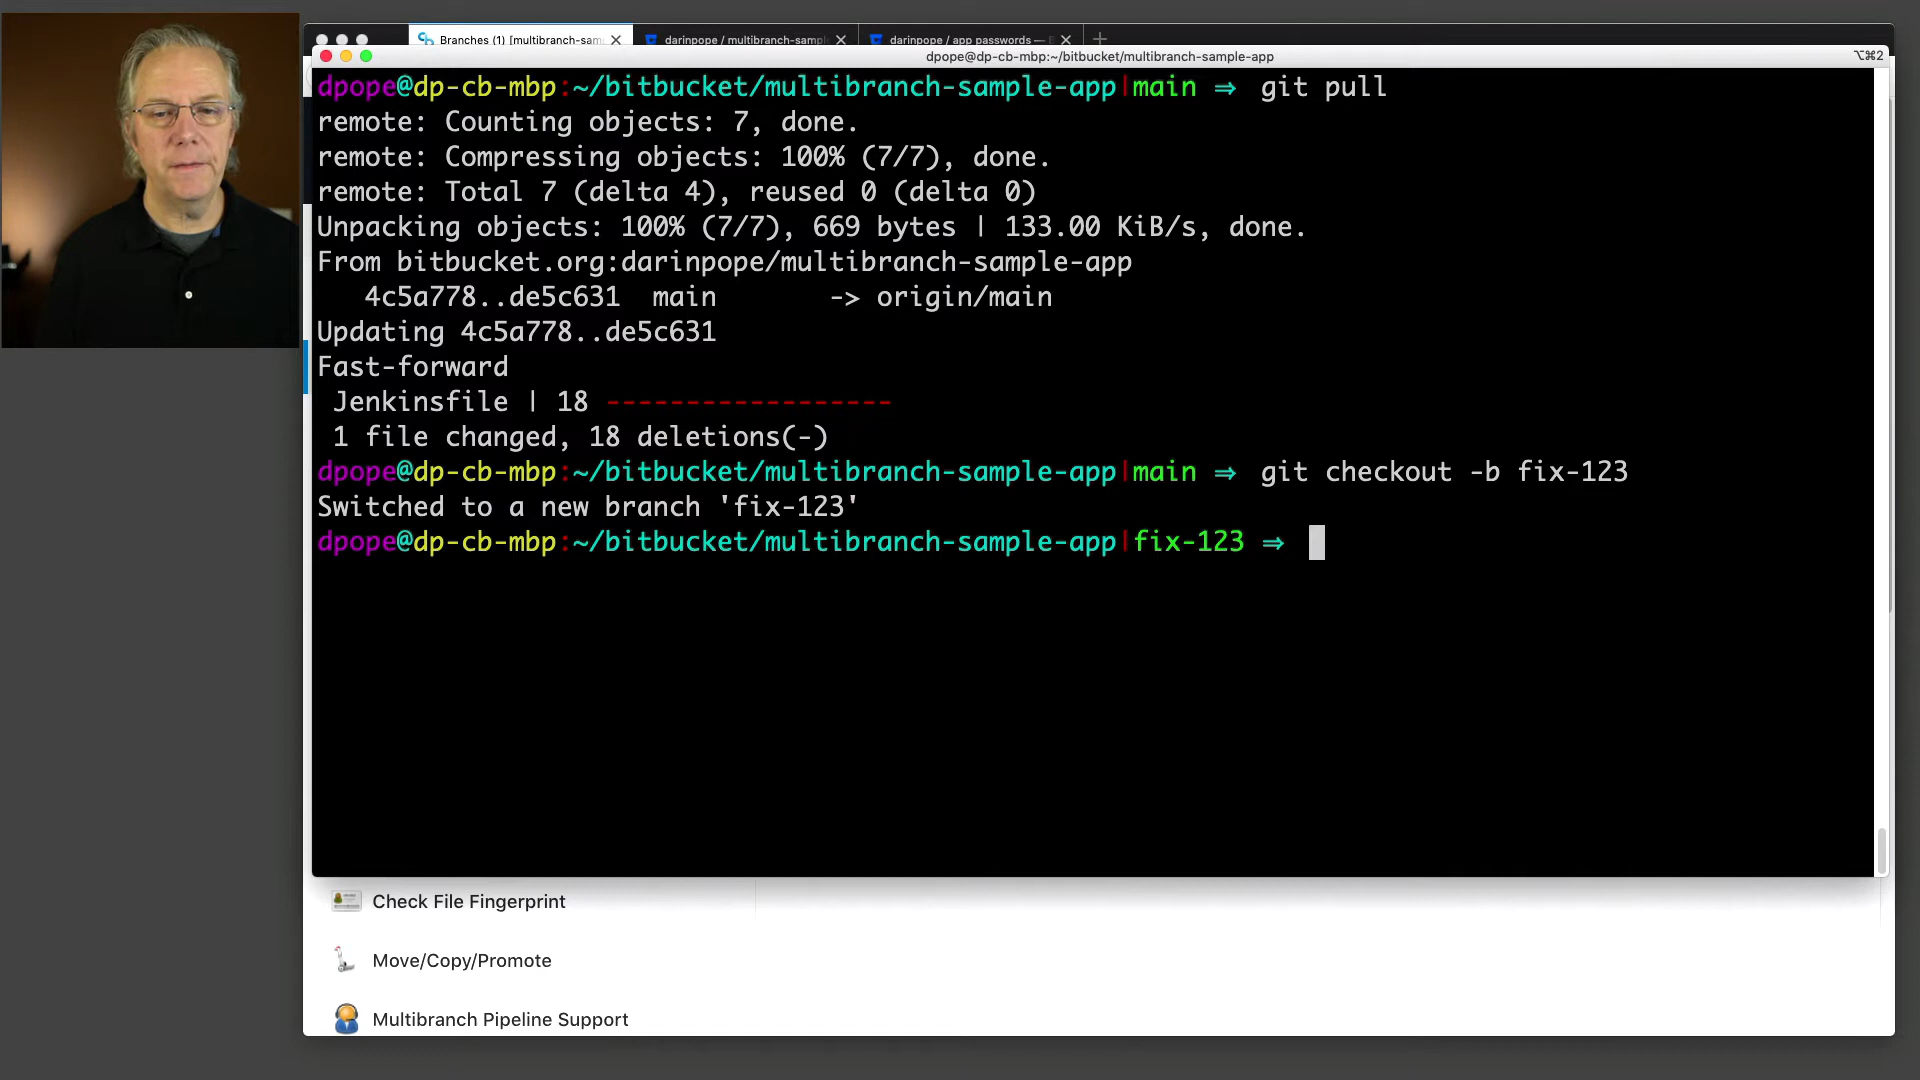 Branches (1) [multibranch-sam
darinpope / multibranch-sampl
darinpope / app passwords —
dpope@dp-cb-mbp:~/bitbucket/multibranch-sample-app
⌥⌘2
dpope@dp-cb-mbp:~/bitbucket/multibranch-sample-app|main ⇒ git pull
remote: Counting objects: 7, done.
remote: Compressing objects: 100% (7/7), done.
remote: Total 7 (delta 4), reused 0 (delta 0)
Unpacking objects: 100% (7/7), 669 bytes | 133.00 KiB/s, done.
From bitbucket.org:darinpope/multibranch-sample-app
4c5a778..de5c631 main -> origin/main
Updating 4c5a778..de5c631
Fast-forward
Jenkinsfile | 18 ------------------
1 file changed, 18 deletions(-)
dpope@dp-cb-mbp:~/bitbucket/multibranch-sample-app|main ⇒ git checkout -b fix-123
Switched to a new branch 'fix-123'
dpope@dp-cb-mbp:~/bitbucket/multibranch-sample-app|fix-123 ⇒
Check File Fingerprint
Move/Copy/Promote
Multibranch Pipeline Support